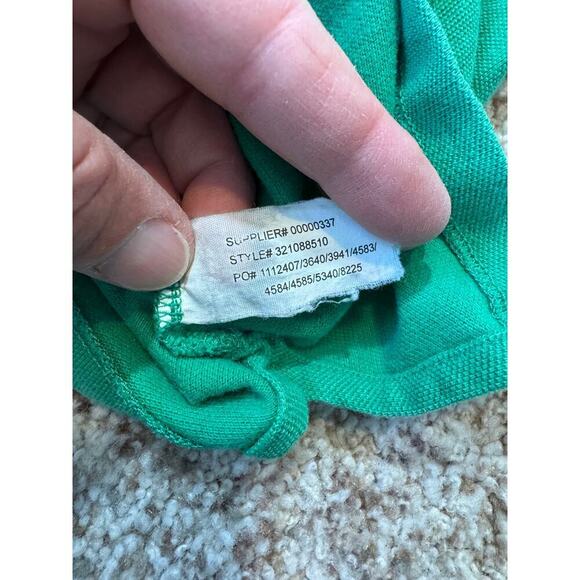 SUPPLIER# 00000337
STYLE# 321088510
PO# 1112407/3640/3941/4583/
4584/4585/5340/8225